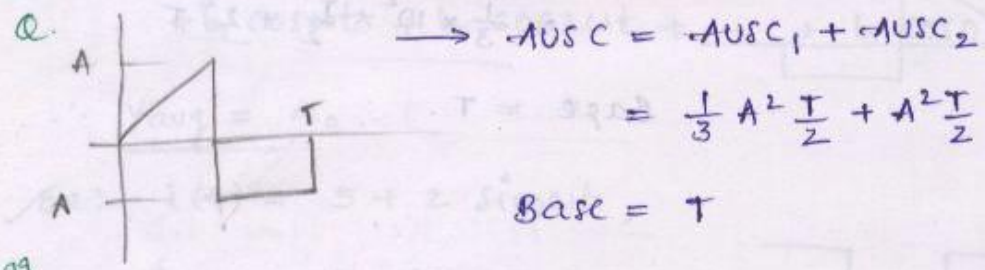 Q.
A
T
A
→ AUSC = AUSC₁ + AUSC₂
= 1/3 A² T/2 + A² T/2
Base = T